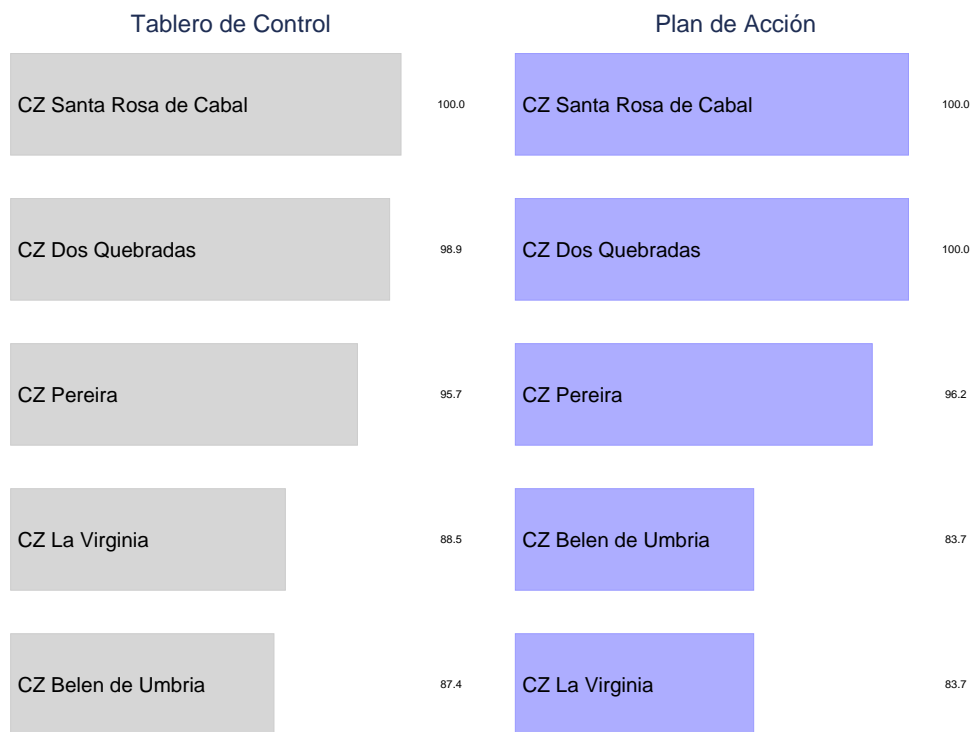 Tablero de Control
CZ Santa Rosa de Cabal 100.0
CZ Dos Quebradas 98.9
CZ Pereira 95.7
CZ La Virginia 88.5
CZ Belen de Umbria 87.4
Plan de Acción
CZ Santa Rosa de Cabal 100.0
CZ Dos Quebradas 100.0
CZ Pereira 96.2
CZ Belen de Umbria 83.7
CZ La Virginia 83.7